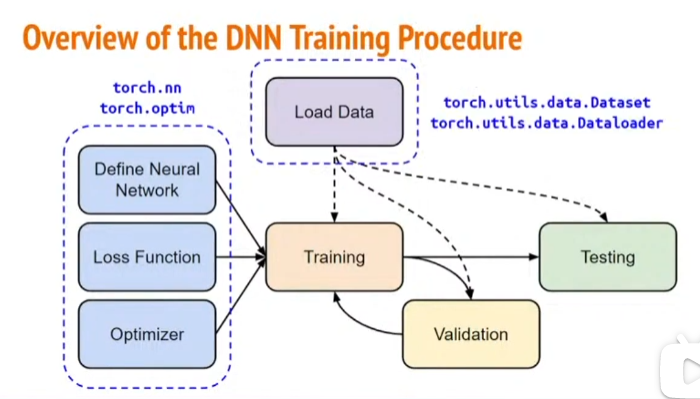 Overview of the DNN Training Procedure
torch.nn
torch.optim
Load Data
torch.utils.data.Dataset
torch.utils.data.Dataloader
Define Neural
Network
Loss Function
Training
Testing
Optimizer
Validation